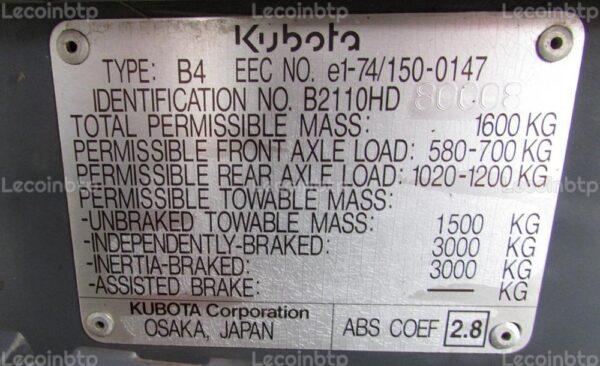 Lecoinbtp Lecoinbtp Lecoinbtp
Kubota
TYPE: B4 EEC NO. e1-74/150-0147
IDENTIFICATION NO. B2110HD 80008
TOTAL PERMISSIBLE MASS: 1600 KG
PERMISSIBLE FRONT AXLE LOAD: 580-700 KG
PERMISSIBLE REAR AXLE LOAD: 1020-1200 KG
PERMISSIBLE TOWABLE MASS:
-UNBRAKED TOWABLE MASS: 1500 KG
-INDEPENDENTLY-BRAKED: 3000 KG
-INERTIA-BRAKED: 3000 KG
-ASSISTED BRAKE: — KG
KUBOTA Corporation
OSAKA, JAPAN ABS COEF 2.8
Lecoinbtp Lecoinbtp Lecoinbtp